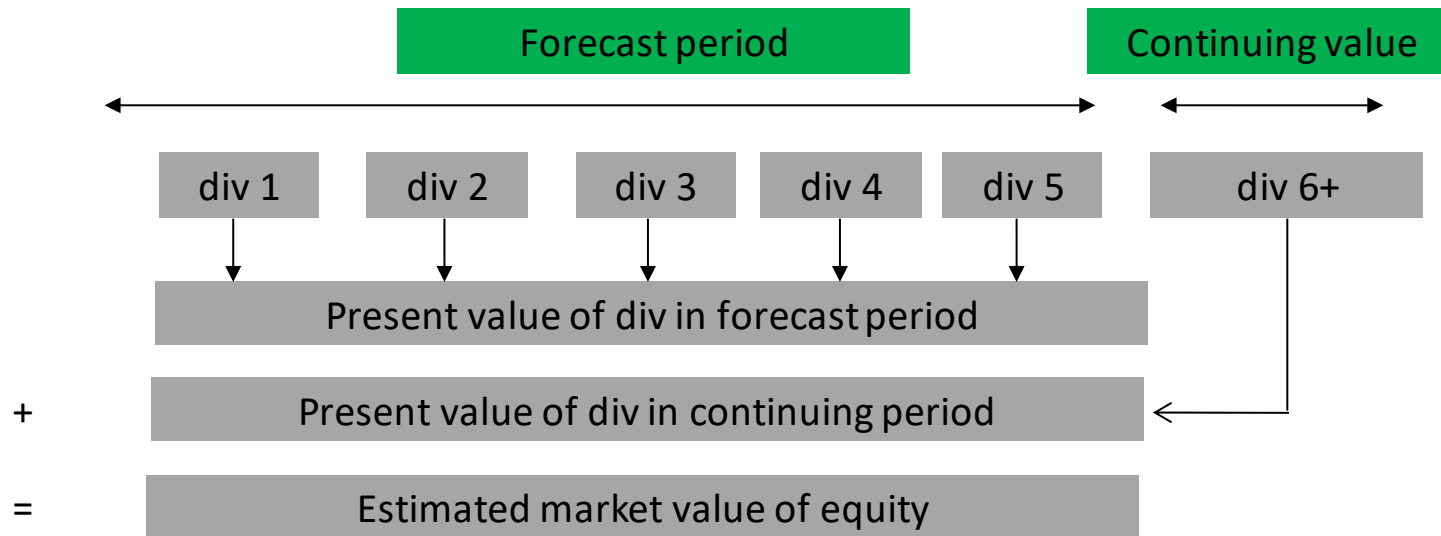 Forecast period
Continuing value
div 1
div 2
div 3
div 4
div 5
div 6+
Present value of div in forecast period
+
Present value of div in continuing period
=
Estimated market value of equity